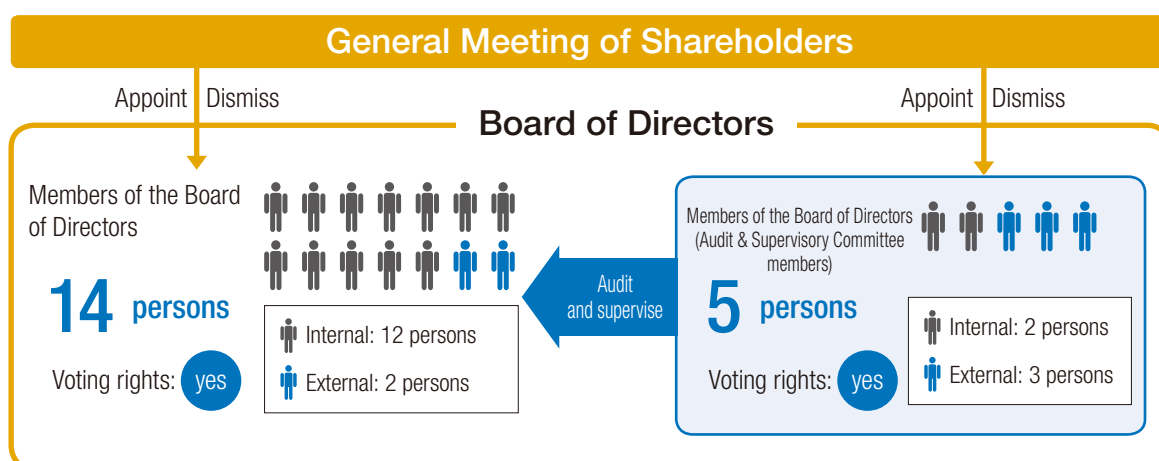 General Meeting of Shareholders
Appoint Dismiss
Appoint Dismiss
Board of Directors
Members of the Board
of Directors
14 persons
Voting rights: yes
Internal: 12 persons
External: 2 persons
Audit
and supervise
Members of the Board of Directors
(Audit & Supervisory Committee
members)
5 persons
Voting rights: yes
Internal: 2 persons
External: 3 persons